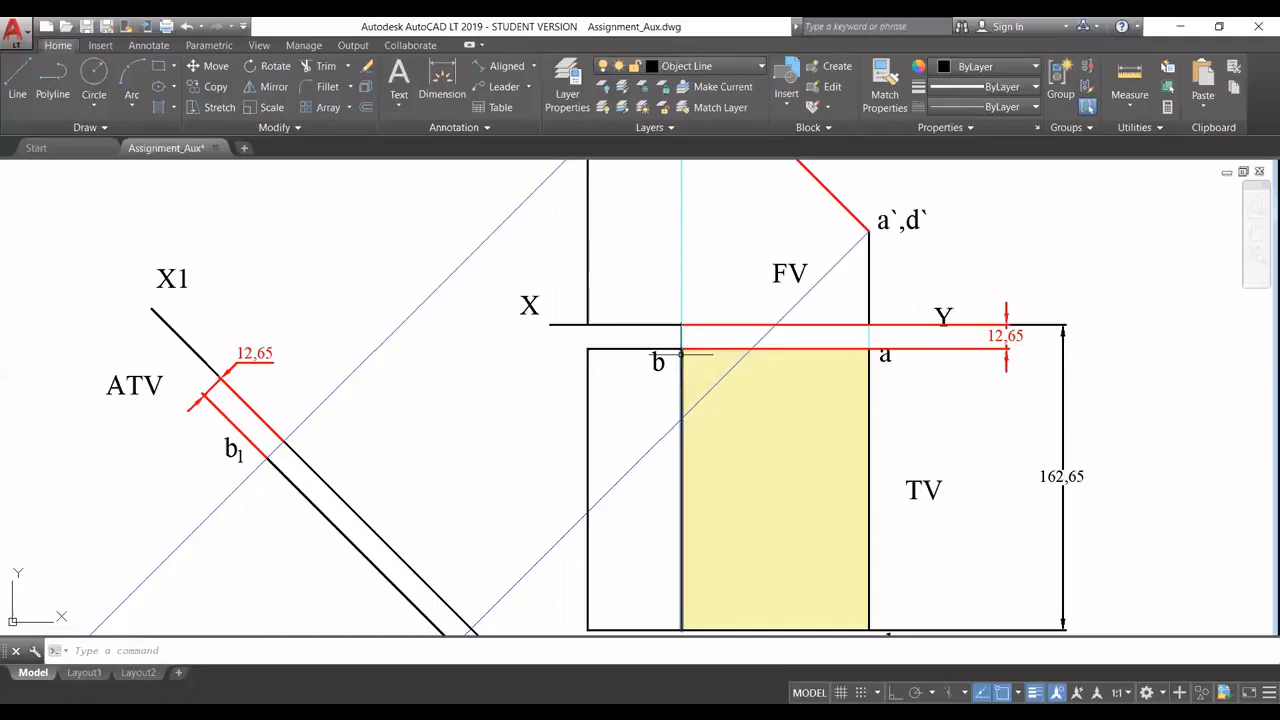 Autodesk AutoCAD LT 2019 - STUDENT VERSION Assignment_Aux.dwg
Type a keyword or phrase
Sign In
LT
Home Insert Annotate Parametric View Manage Output Collaborate
Line Polyline Circle Arc
Move Rotate Trim
Copy Mirror Fillet
Stretch Scale Array
Text Dimension
Aligned
Leader
Table
Layer Properties
Object Line
Make Current
Match Layer
Insert
Create
Edit
Match Properties
ByLayer
ByLayer
ByLayer
Group
Measure
Paste
Draw Modify Annotation Layers Block Properties Groups Utilities Clipboard
Start Assignment_Aux*
a`,d`
FV
X1
X
Y
12,65
12,65
b
a
ATV
b1
162,65
TV
Y
X
Type a command
Model Layout1 Layout2
MODEL
1:1